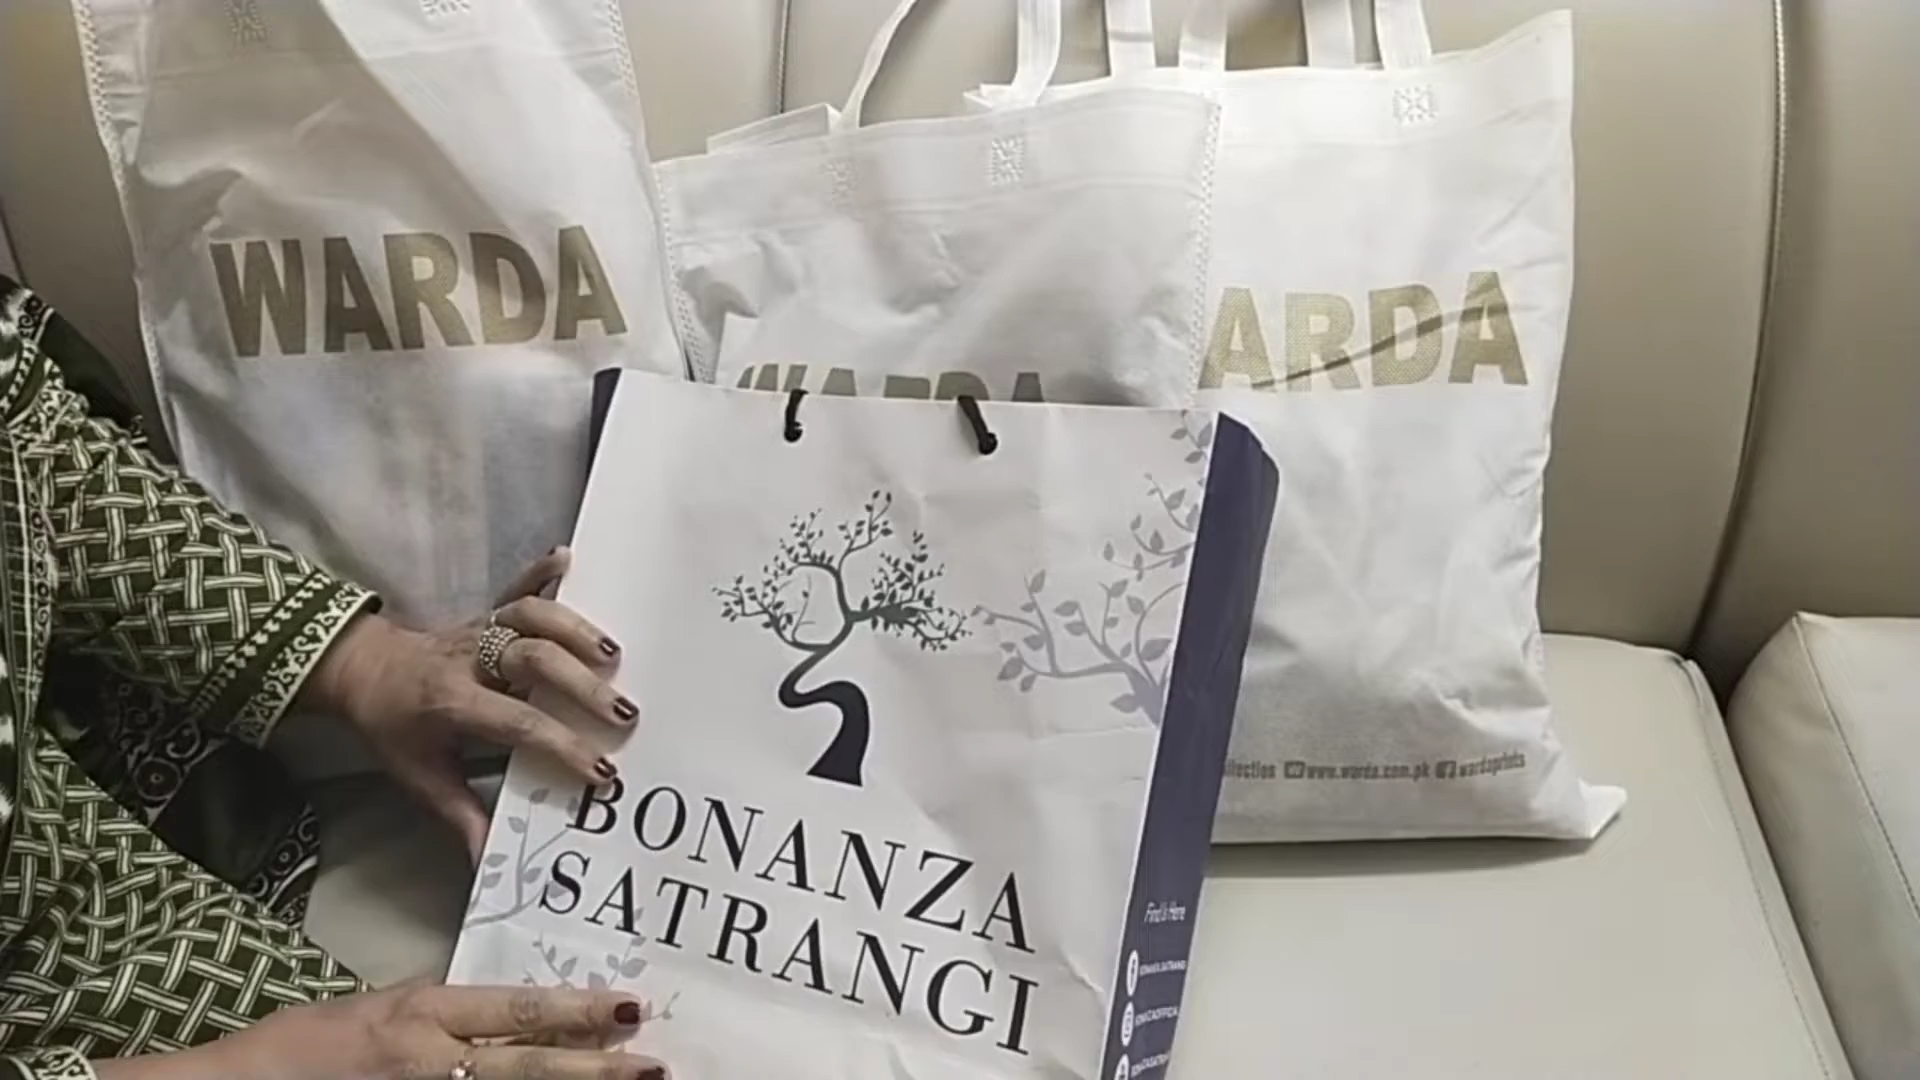 WARDA
WARDA
ARDA
www.warda.com.pk wardaprints
BONANZA
SATRANGI
Find Us Here